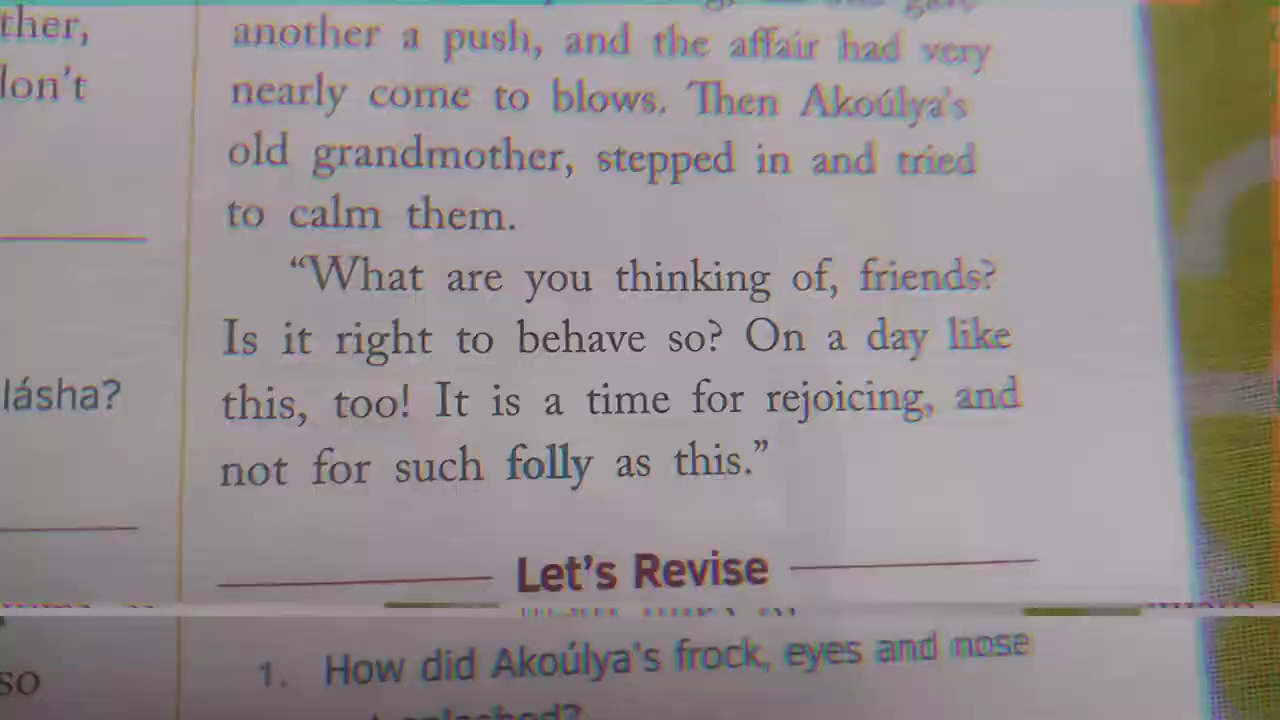 ther,
lon't
lásha?
so
another a push, and the affair had very
nearly come to blows. Then Akoúlya's
old grandmother, stepped in and tried
to calm them.
“What are you thinking of, friends?
Is it right to behave so? On a day like
this, too! It is a time for rejoicing, and
not for such folly as this.”
Let's Revise
1. How did Akoúlya's frock, eyes and nose